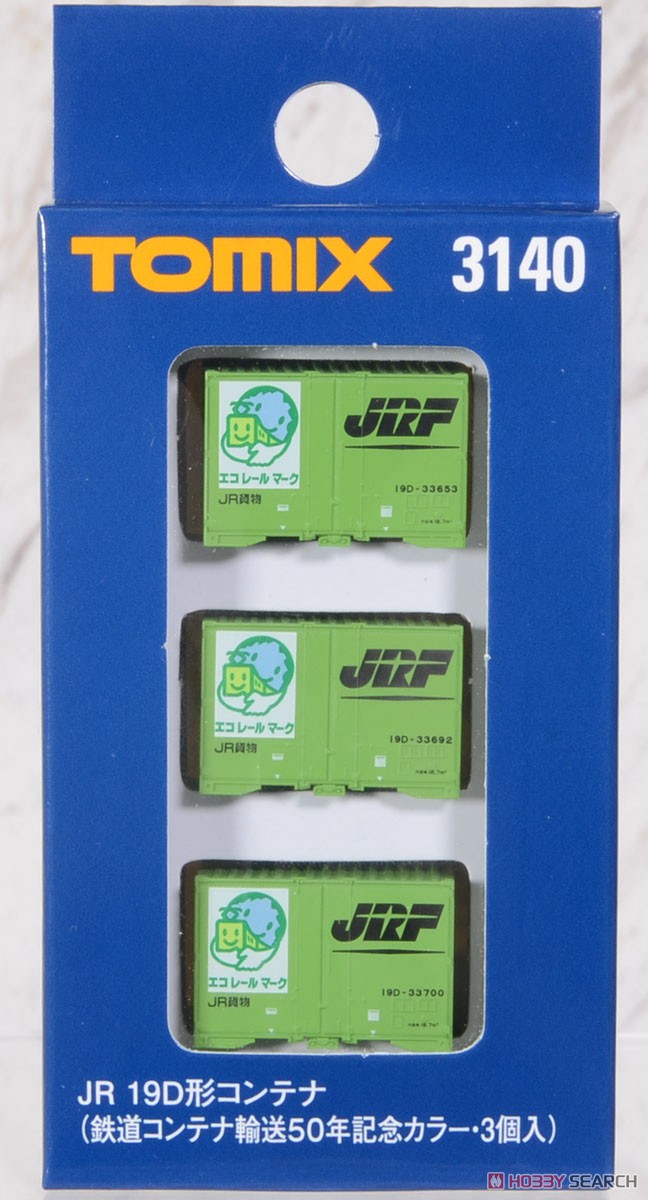 TOMIX 3140
JRF
エコレールマーク
19D-33653
JR貨物
JRF
エコレールマーク
19D-33692
JR貨物
JRF
エコレールマーク
19D-33700
JR貨物
JR 19D形コンテナ
(鉄道コンテナ輸送50年記念カラー・3個入)
HOBBY SEARCH